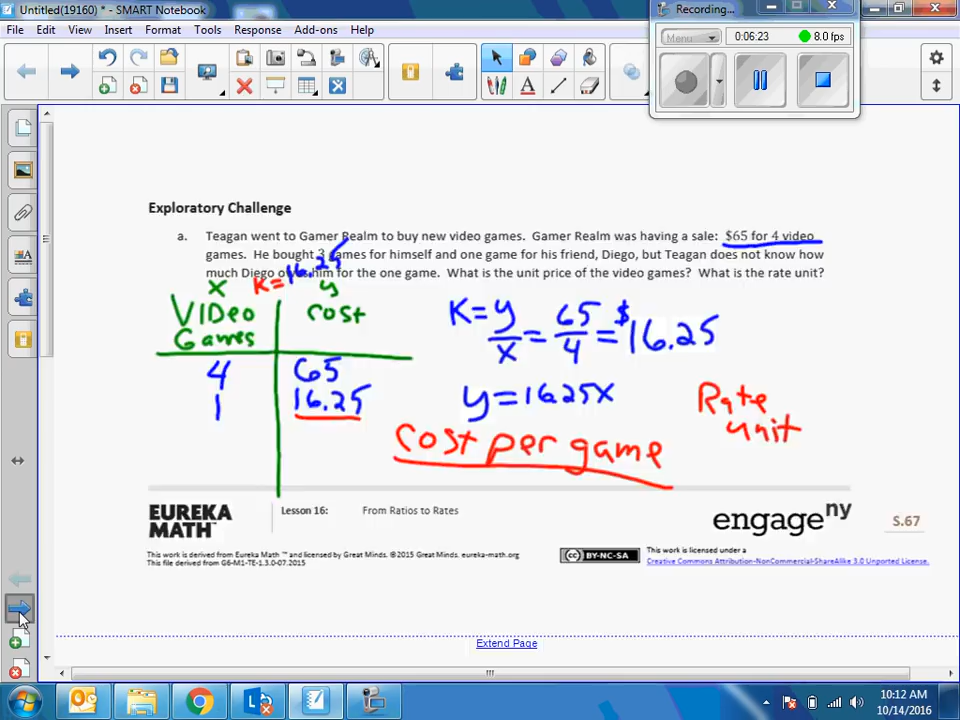 Untitled(19160) * - SMART Notebook
File Edit View Insert Format Tools Response Add-ons Help
Recording...
Menu 0:06:23 8.0 fps
Exploratory Challenge
a. Teagan went to Gamer Realm to buy new video games. Gamer Realm was having a sale: $65 for 4 video
games. He bought 3 games for himself and one game for his friend, Diego, but Teagan does not know how
much Diego owes him for the one game. What is the unit price of the video games? What is the rate unit?
K=16.25
x y
VIDeo Games cost
4 65
1 16.25
K=y/x=65/4=$16.25
y=16.25x
Rate
unit
cost per game
EUREKA
MATH™
Lesson 16: From Ratios to Rates
engageny
S.67
This work is derived from Eureka Math ™ and licensed by Great Minds. ©2015 Great Minds. eureka-math.org
This file derived from G6-M1-TE-1.3.0-07.2015
CC BY-NC-SA
This work is licensed under a
Creative Commons Attribution-NonCommercial-ShareAlike 3.0 Unported License.
Extend Page
10:12 AM
10/14/2016